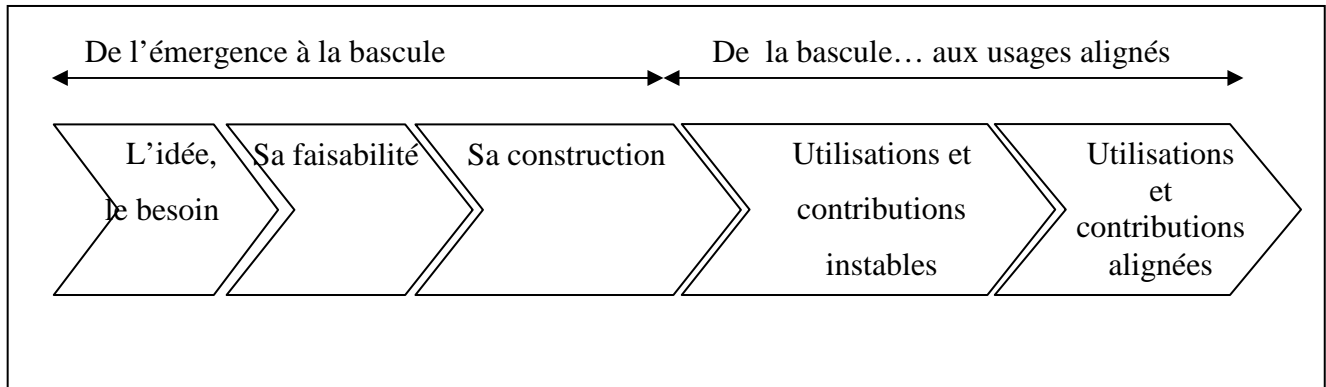 De l’émergence à la bascule
De la bascule… aux usages alignés
L’idée,
le besoin
Sa faisabilité
Sa construction
Utilisations et
contributions
instables
Utilisations
et
contributions
alignées